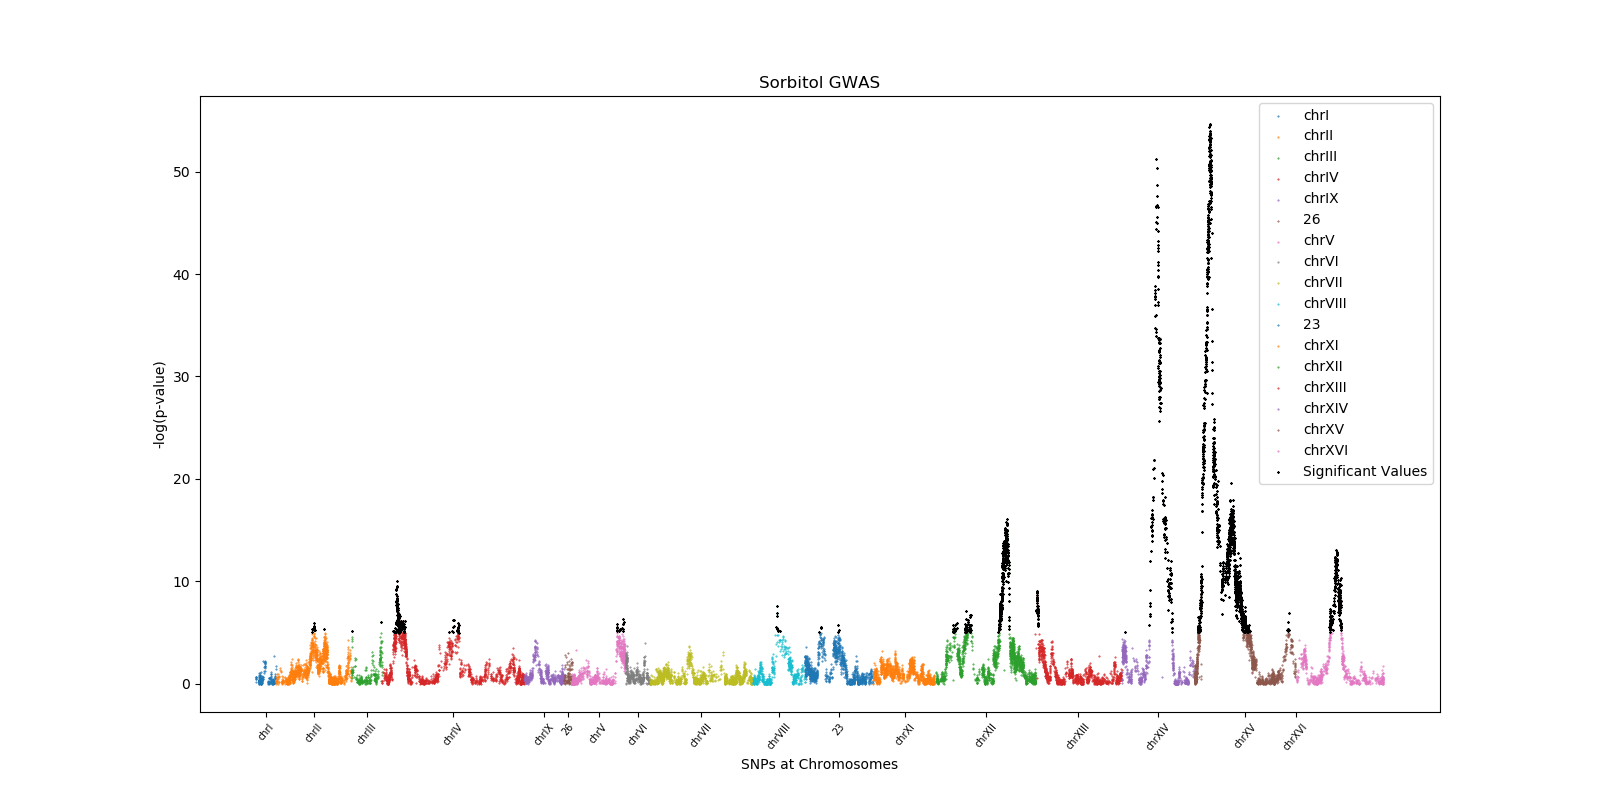 Sorbitol GWAS
-log(p-value)
50
40
30
20
10
0
chrI
chrII
chrIII
chrIV
chrIX
26
chrV
chrVI
chrVII
chrVIII
23
chrXI
chrXII
chrXIII
chrXIV
chrXV
chrXVI
Significant Values
chrI
chrII
chrIII
chrIV
chrIX
26
chrV
chrVI
chrVII
chrVIII
23
chrXI
chrXII
chrXIII
chrXIV
chrXV
chrXVI
SNPs at Chromosomes